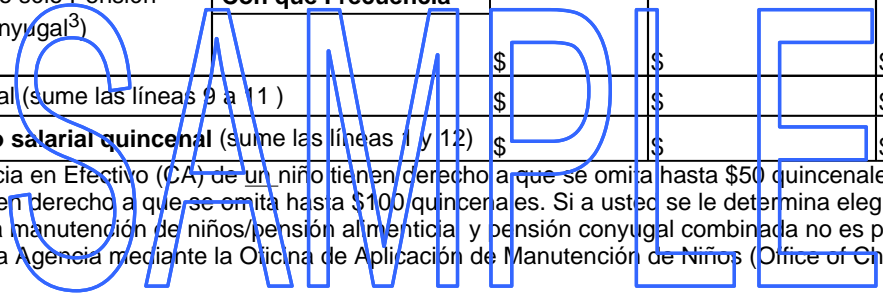 o solo Pensión
Con qué Frecuencia
nyugal3)
$ $ $
al (sume las líneas 9 a 11 )
$ $ $
o salarial quincenal (sume las líneas 1 y 12)
$ $ $
cia en Efectivo (CA) de un niño tienen derecho a que se omita hasta $50 quincenale
en derecho a que se omita hasta $100 quincenales. Si a usted se le determina eleg
a manutención de niños/pensión alimenticia y pensión conyugal combinada no es p
a Agencia mediante la Oficina de Aplicación de Manutención de Niños (Office of Ch
SAMPLE